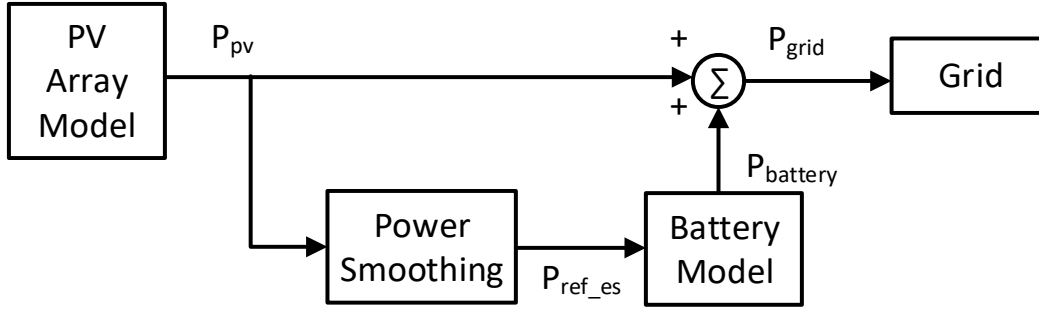 PV
Array
Model
P_pv
+
+
Σ
P_grid
Grid
Power
Smoothing
P_ref_es
Battery
Model
P_battery